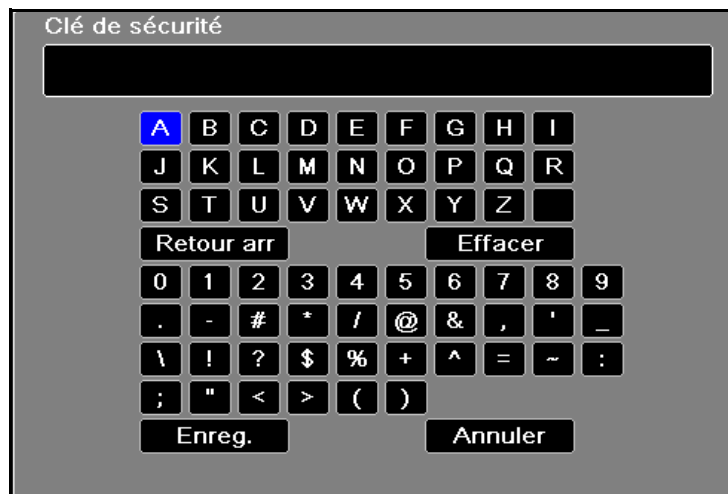 Clé de sécurité
A B C D E F G H I
J K L M N O P Q R
S T U V W X Y Z
Retour arr Effacer
0 1 2 3 4 5 6 7 8 9
. - # * / @ & , ' _
\ ! ? $ % + ^ = ~ :
; " < > ( )
Enreg. Annuler